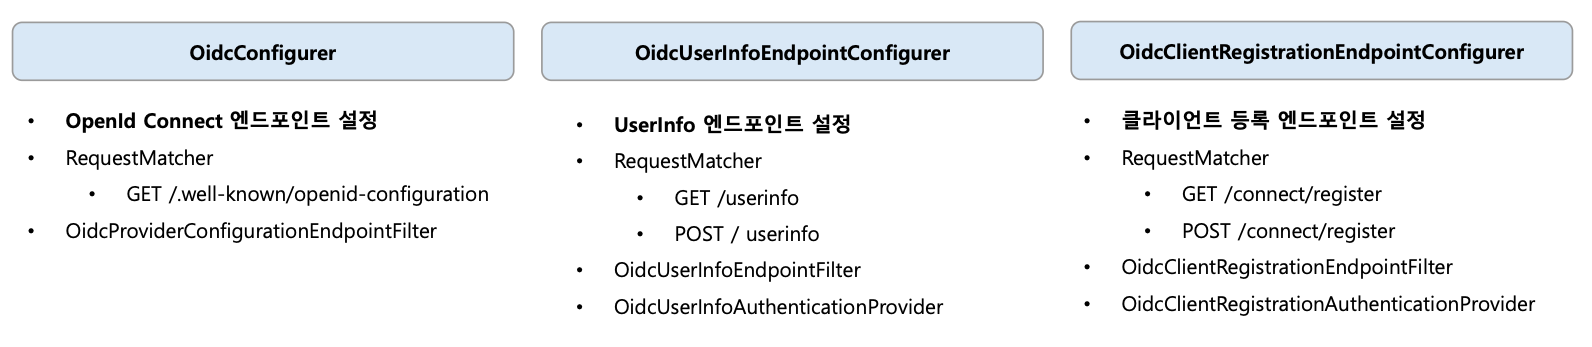 OidcConfigurer
• OpenId Connect 엔드포인트 설정
• RequestMatcher
• GET /.well-known/openid-configuration
• OidcProviderConfigurationEndpointFilter
OidcUserInfoEndpointConfigurer
• UserInfo 엔드포인트 설정
• RequestMatcher
• GET /userinfo
• POST / userinfo
• OidcUserInfoEndpointFilter
• OidcUserInfoAuthenticationProvider
OidcClientRegistrationEndpointConfigurer
• 클라이언트 등록 엔드포인트 설정
• RequestMatcher
• GET /connect/register
• POST /connect/register
• OidcClientRegistrationEndpointFilter
• OidcClientRegistrationAuthenticationProvider